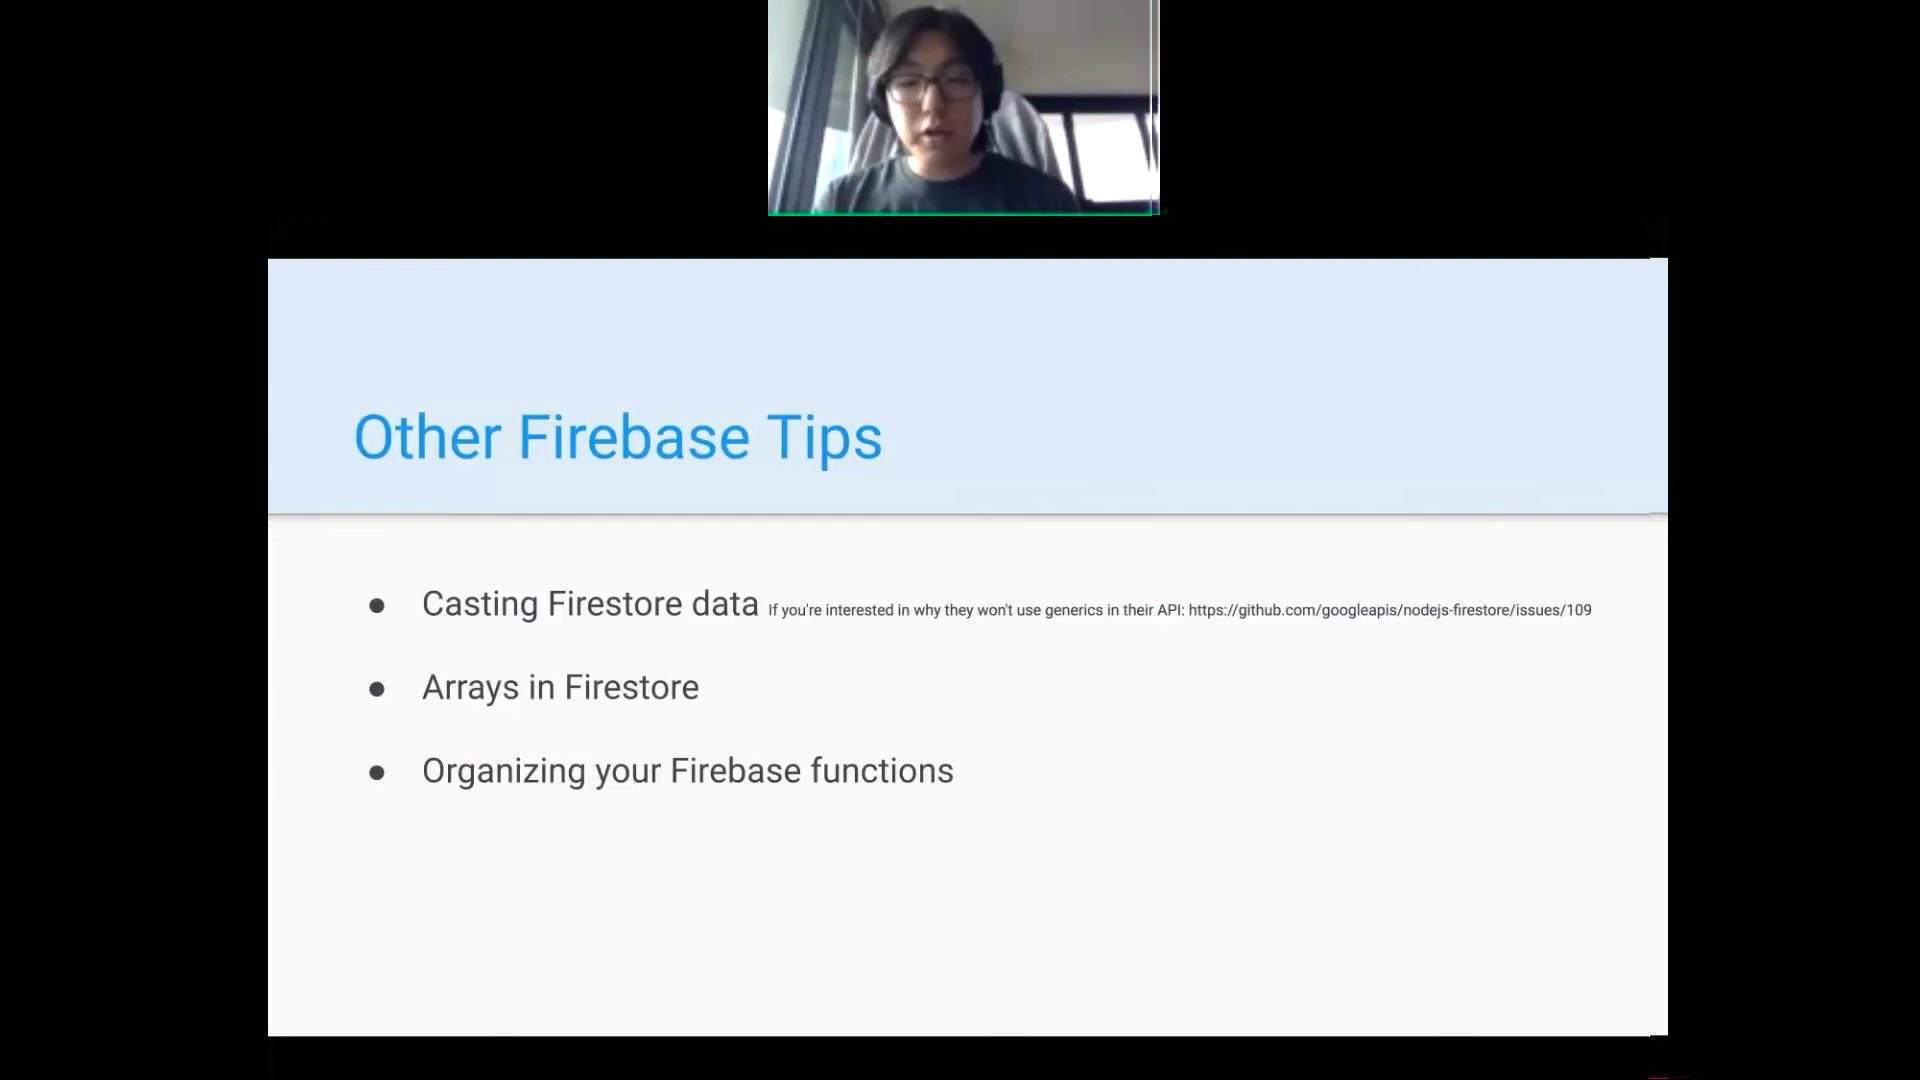 Other Firebase Tips
● Casting Firestore data If you're interested in why they won't use generics in their API: https://github.com/googleapis/nodejs-firestore/issues/109
● Arrays in Firestore
● Organizing your Firebase functions